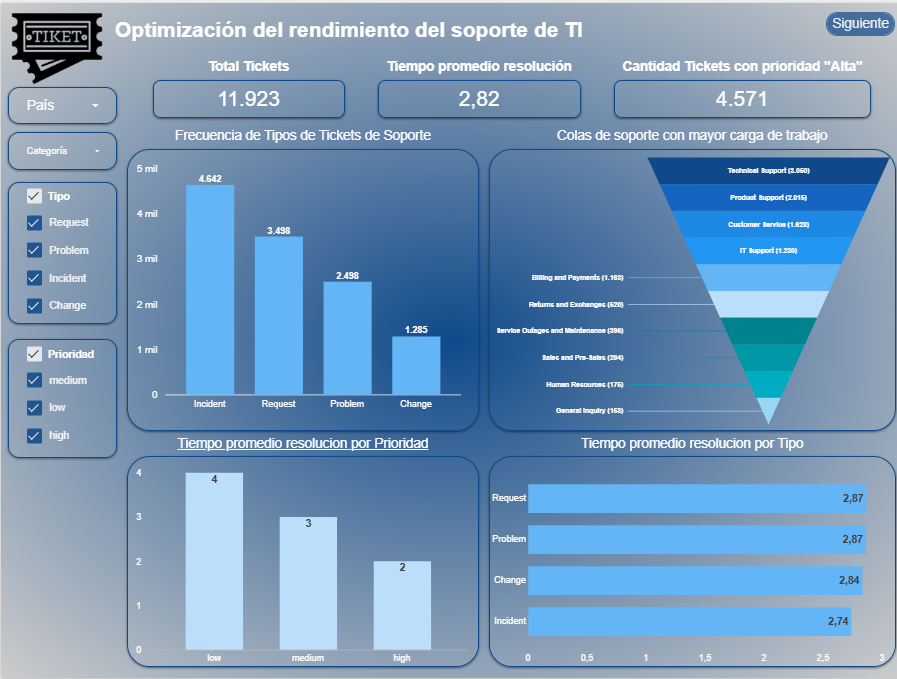 TIKET
Optimización del rendimiento del soporte de TI
Siguiente
Total Tickets
11.923
Tiempo promedio resolución
2,82
Cantidad Tickets con prioridad "Alta"
4.571
País
Categoría
Tipo
Request
Problem
Incident
Change
Prioridad
medium
low
high
Frecuencia de Tipos de Tickets de Soporte
5 mil
4 mil
3 mil
2 mil
1 mil
0
4.642
3.498
2.498
1.285
Incident
Request
Problem
Change
Colas de soporte con mayor carga de trabajo
Technical Support (3.050)
Product Support (2.015)
Customer Service (1.623)
IT Support (1.230)
Billing and Payments (1.163)
Returns and Exchanges (520)
Service Outages and Maintenance (396)
Sales and Pre-Sales (294)
Human Resources (175)
General Inquiry (153)
Tiempo promedio resolucion por Prioridad
4
3
2
1
0
4
3
2
low
medium
high
Tiempo promedio resolucion por Tipo
Request
2,87
Problem
2,87
Change
2,84
Incident
2,74
0
0,5
1
1,5
2
2,5
3